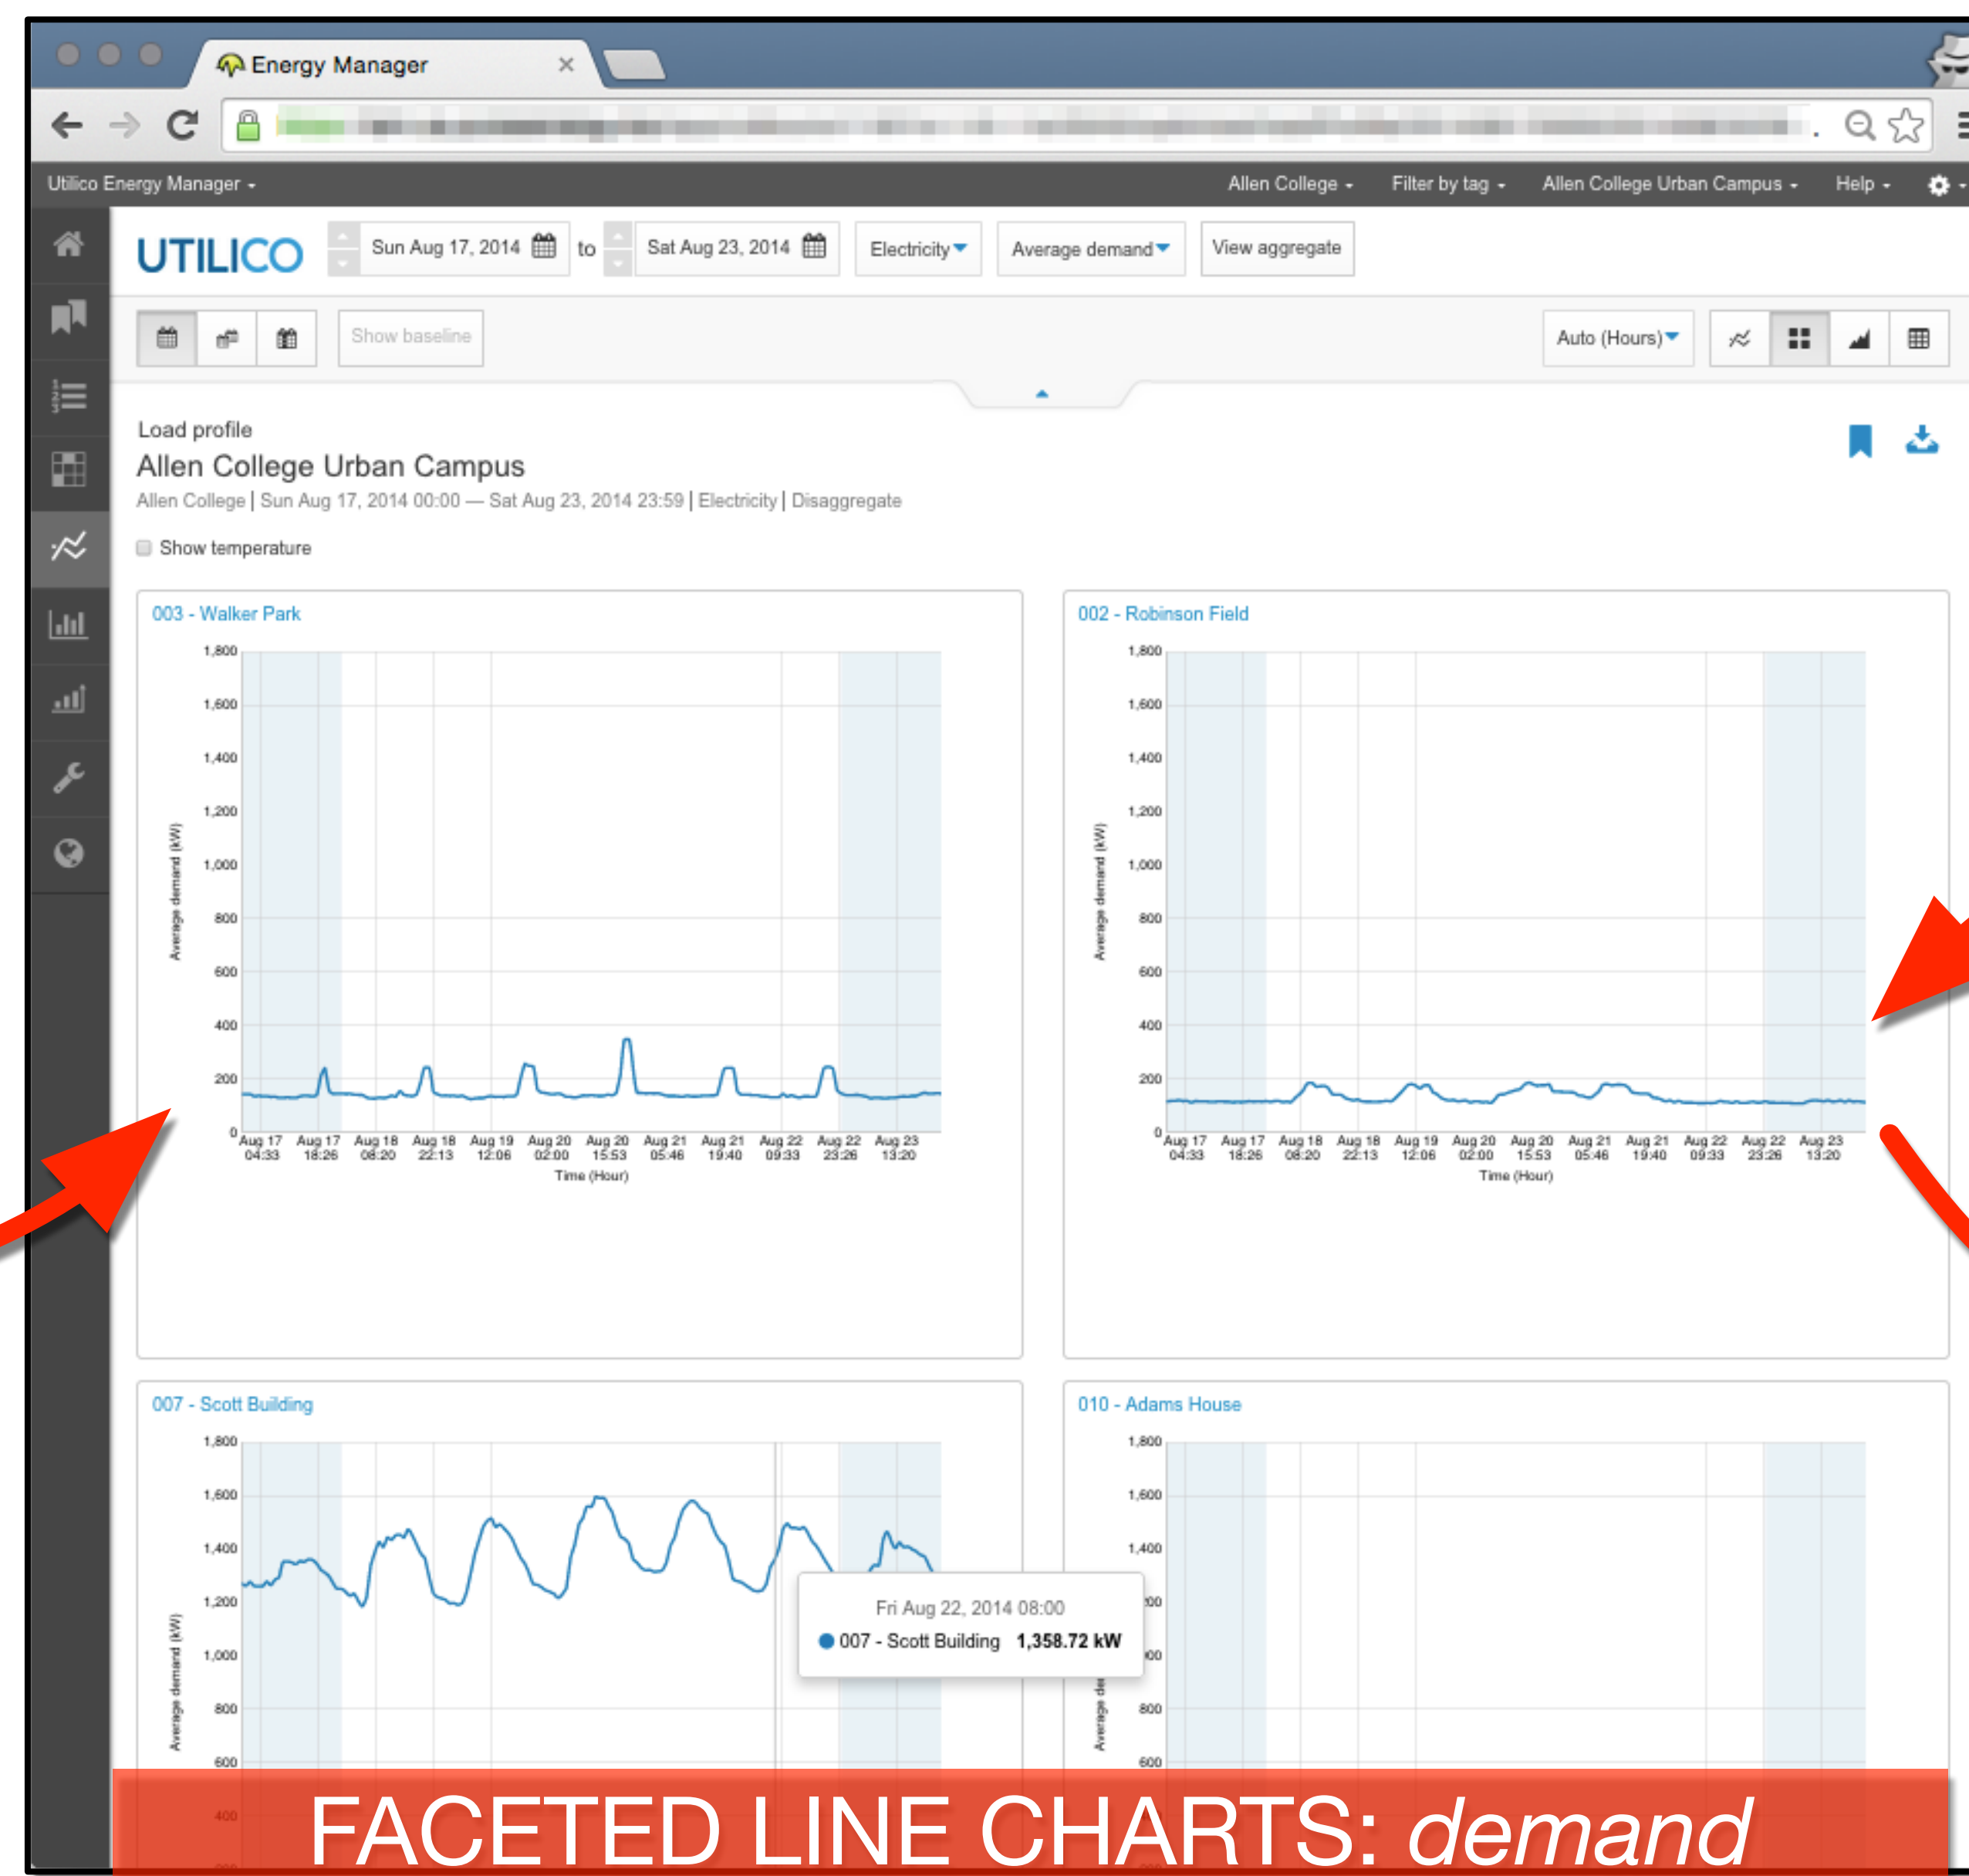 Energy Manager
Utilico Energy Manager
Allen College
Filter by tag
Allen College Urban Campus
Help
UTILICO
Sun Aug 17, 2014
to
Sat Aug 23, 2014
Electricity
Average demand
View aggregate
Show baseline
Auto (Hours)
Load profile
Allen College Urban Campus
Allen College | Sun Aug 17, 2014 00:00 — Sat Aug 23, 2014 23:59 | Electricity | Disaggregate
Show temperature
003 - Walker Park
1,800
1,600
1,400
1,200
1,000
800
600
400
200
0
Average demand (kW)
Aug 17 Aug 17 Aug 18 Aug 18 Aug 19 Aug 20 Aug 20 Aug 21 Aug 21 Aug 22 Aug 22 Aug 23
04:33 18:26 08:20 22:13 12:06 02:00 15:53 05:46 19:40 09:33 23:26 13:20
Time (Hour)
002 - Robinson Field
1,800
1,600
1,400
1,200
1,000
800
600
400
200
0
Average demand (kW)
Aug 17 Aug 17 Aug 18 Aug 18 Aug 19 Aug 20 Aug 20 Aug 21 Aug 21 Aug 22 Aug 22 Aug 23
04:33 18:26 08:20 22:13 12:06 02:00 15:53 05:46 19:40 09:33 23:26 13:20
Time (Hour)
007 - Scott Building
1,800
1,600
1,400
1,200
1,000
800
600
400
Average demand (kW)
Fri Aug 22, 2014 08:00
007 - Scott Building 1,358.72 kW
010 - Adams House
1,800
1,600
1,400
800
600
Average
FACETED LINE CHARTS: demand